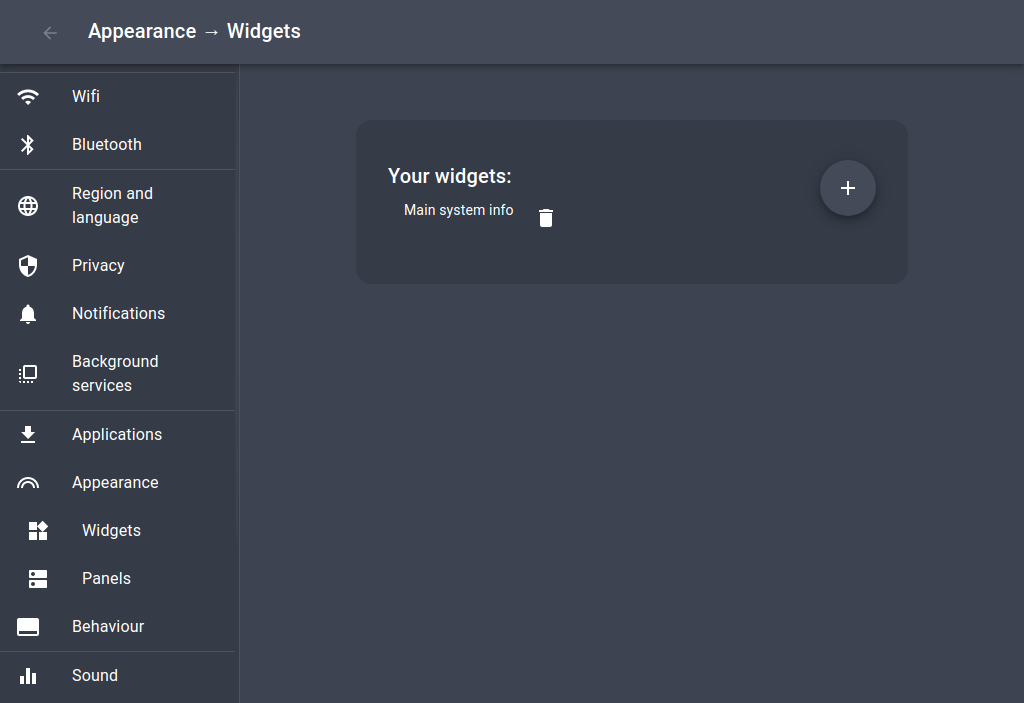 Appearance → Widgets
Wifi
Bluetooth
Region and
language
Privacy
Notifications
Background
services
Applications
Appearance
Widgets
Panels
Behaviour
Sound
Your widgets:
Main system info